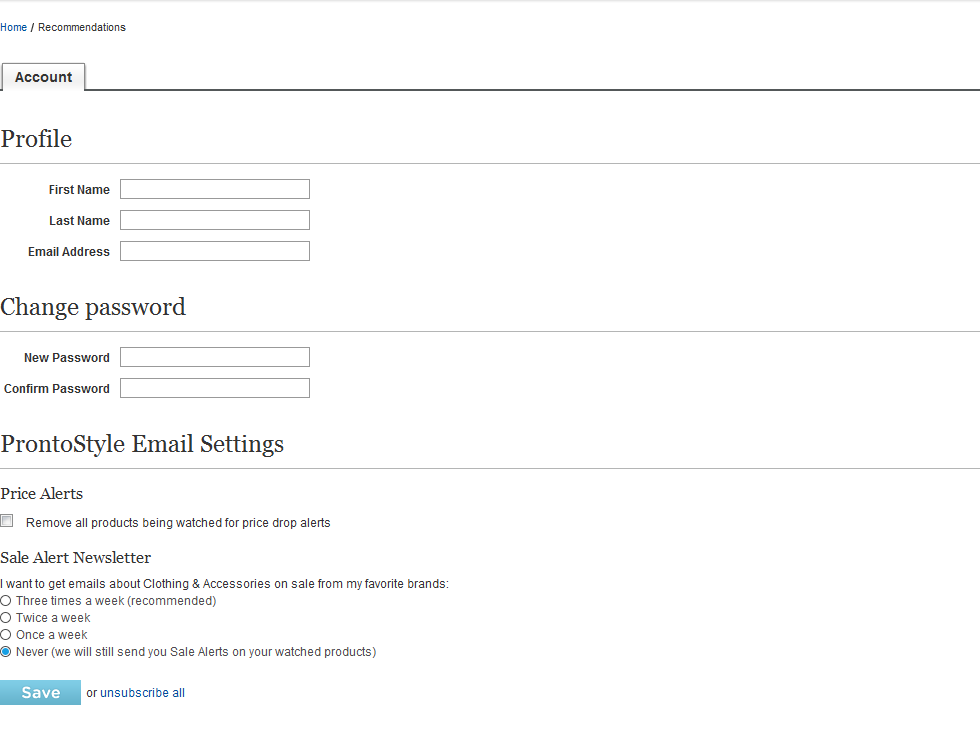 Home / Recommendations
Account
Profile
First Name
Last Name
Email Address
Change password
New Password
Confirm Password
ProntoStyle Email Settings
Price Alerts
Remove all products being watched for price drop alerts
Sale Alert Newsletter
I want to get emails about Clothing & Accessories on sale from my favorite brands:
Three times a week (recommended)
Twice a week
Once a week
Never (we will still send you Sale Alerts on your watched products)
Save or unsubscribe all